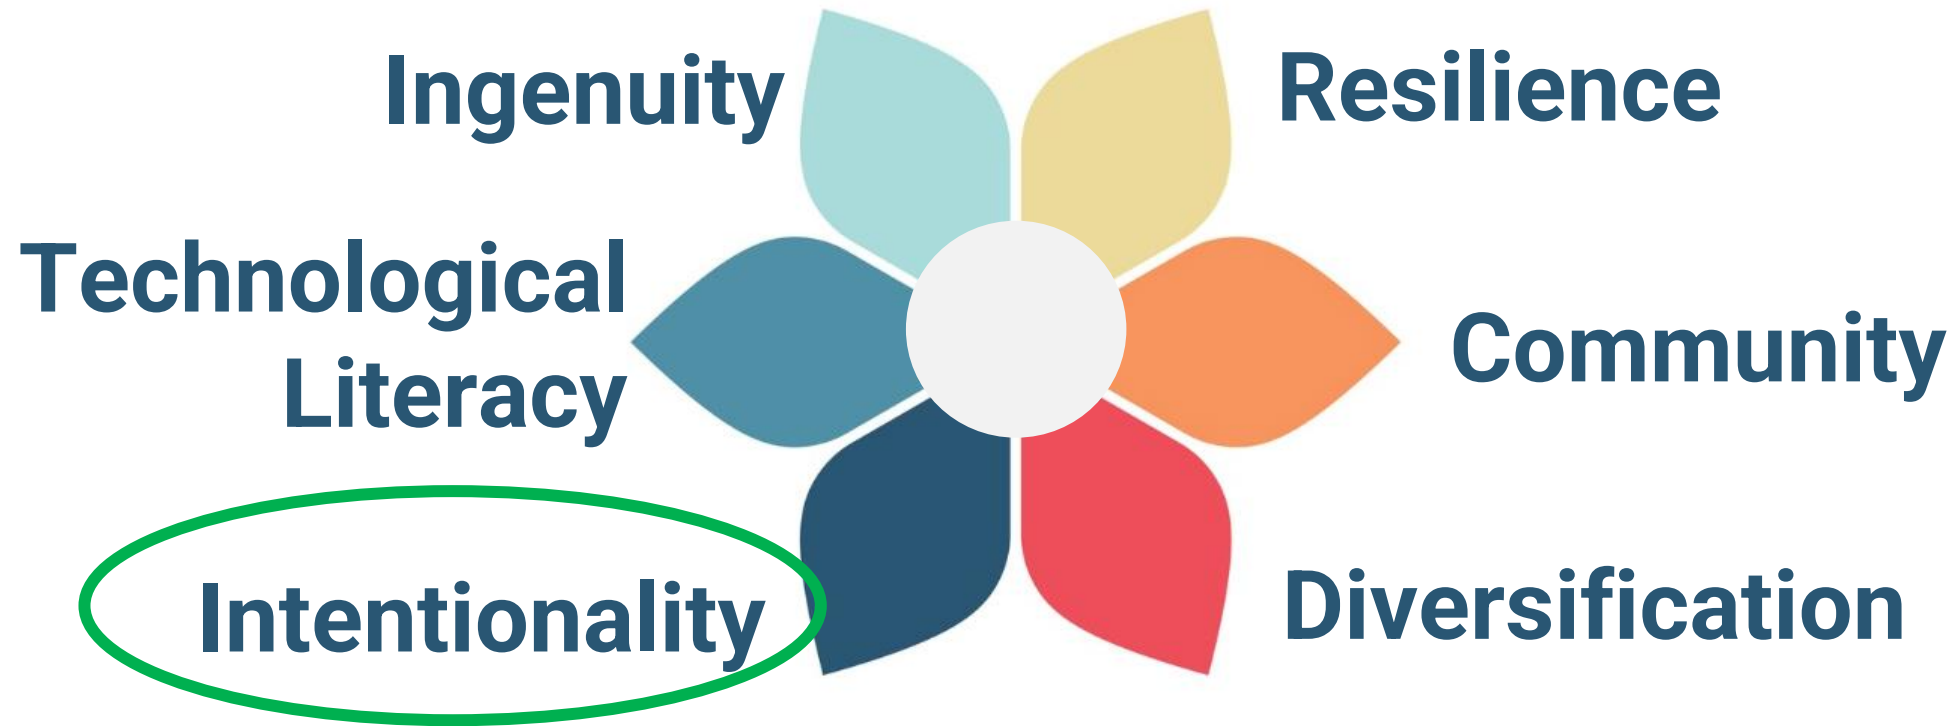 Ingenuity
Resilience
Technological
Literacy
Community
Intentionality
Diversification